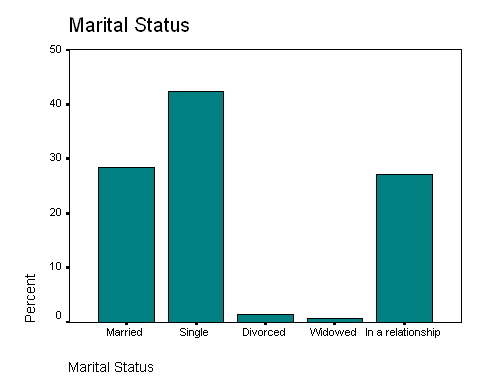 Marital Status
50
40
30
20
10
0
Percent
Married Single Divorced Widowed In a relationship
Marital Status